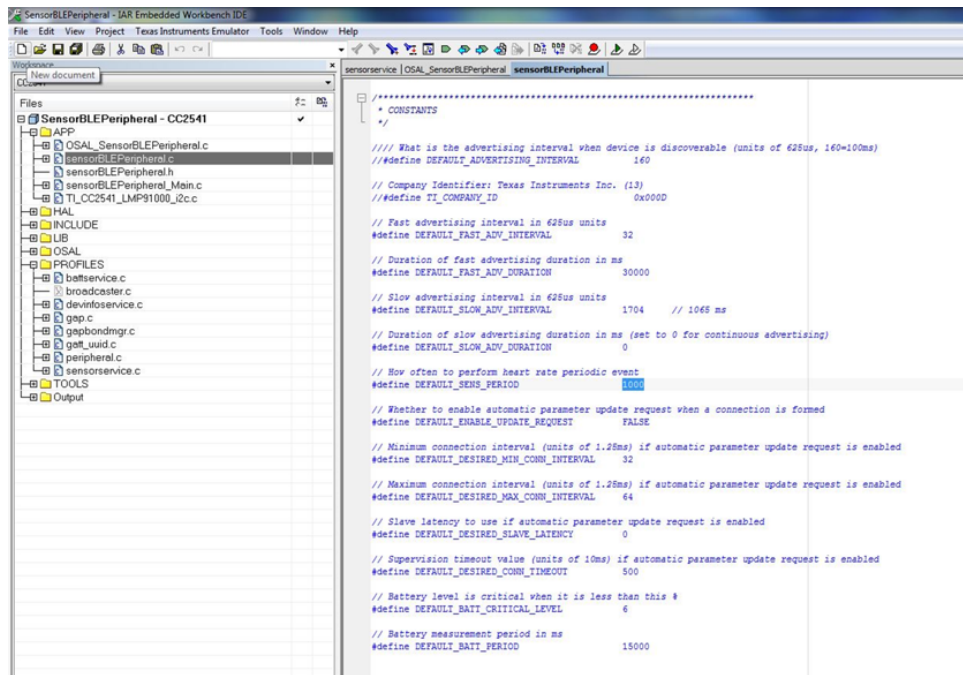 SensorBLEPeripheral - IAR Embedded Workbench IDE
File Edit View Project Texas Instruments Emulator Tools Window Help
Workspace
New document
sensorservice | OSAL_SensorBLEPeripheral sensorBLEPeripheral
Files
SensorBLEPeripheral - CC2541
APP
OSAL_SensorBLEPeripheral.c
sensorBLEPeripheral.c
sensorBLEPeripheral.h
sensorBLEPeripheral_Main.c
TI_CC2541_LMP91000_i2c.c
HAL
INCLUDE
LIB
OSAL
PROFILES
battservice.c
broadcaster.c
devinfoservice.c
gap.c
gapbondmgr.c
gatt_uuid.c
peripheral.c
sensorservice.c
TOOLS
Output
/*********************************************************************
* CONSTANTS
*/
//// What is the advertising interval when device is discoverable (units of 625us, 160=100ms)
//#define DEFAULT_ADVERTISING_INTERVAL 160
// Company Identifier: Texas Instruments Inc. (13)
//#define TI_COMPANY_ID 0x000D
// Fast advertising interval in 625us units
#define DEFAULT_FAST_ADV_INTERVAL 32
// Duration of fast advertising duration in ms
#define DEFAULT_FAST_ADV_DURATION 30000
// Slow advertising interval in 625us units
#define DEFAULT_SLOW_ADV_INTERVAL 1704 // 1065 ms
// Duration of slow advertising duration in ms (set to 0 for continuous advertising)
#define DEFAULT_SLOW_ADV_DURATION 0
// How often to perform heart rate periodic event
#define DEFAULT_SENS_PERIOD 1000
// Whether to enable automatic parameter update request when a connection is formed
#define DEFAULT_ENABLE_UPDATE_REQUEST FALSE
// Minimum connection interval (units of 1.25ms) if automatic parameter update request is enabled
#define DEFAULT_DESIRED_MIN_CONN_INTERVAL 32
// Maximum connection interval (units of 1.25ms) if automatic parameter update request is enabled
#define DEFAULT_DESIRED_MAX_CONN_INTERVAL 64
// Slave latency to use if automatic parameter update request is enabled
#define DEFAULT_DESIRED_SLAVE_LATENCY 0
// Supervision timeout value (units of 10ms) if automatic parameter update request is enabled
#define DEFAULT_DESIRED_CONN_TIMEOUT 500
// Battery level is critical when it is less than this %
#define DEFAULT_BATT_CRITICAL_LEVEL 6
// Battery measurement period in ms
#define DEFAULT_BATT_PERIOD 15000